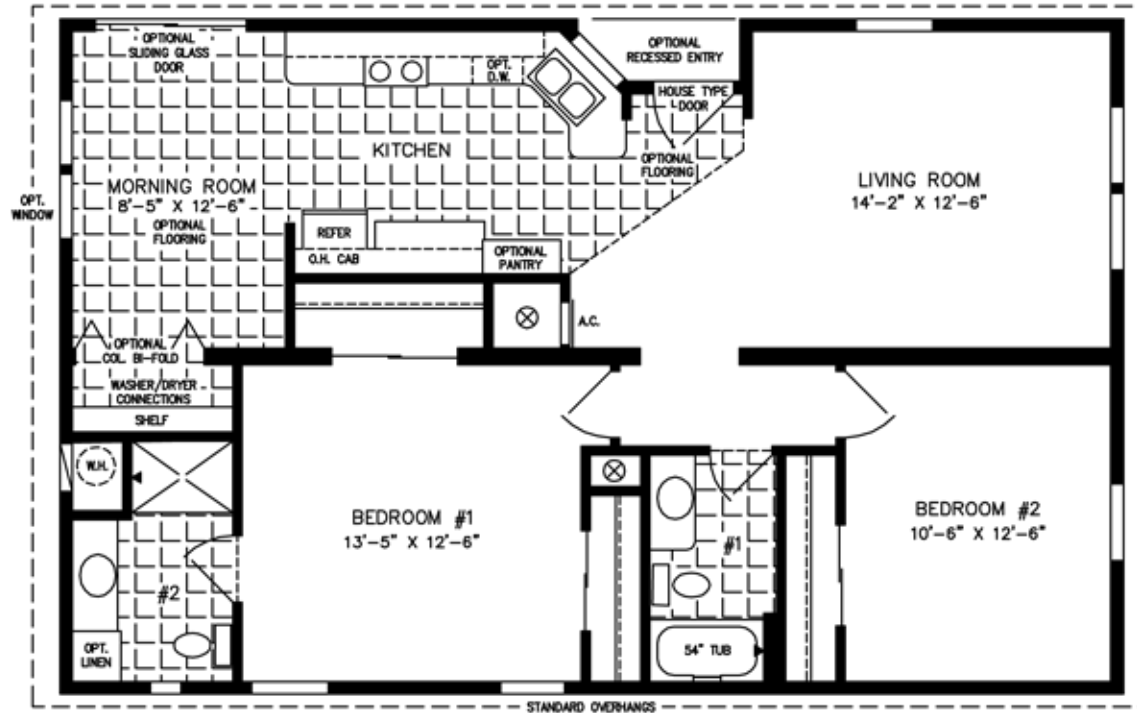 OPTIONAL
SLIDING GLASS
DOOR
OPT.
D.W.
OPTIONAL
RECESSED ENTRY
HOUSE TYPE
DOOR
KITCHEN
OPTIONAL
FLOORING
MORNING ROOM
8'-5" X 12'-6"
OPTIONAL
FLOORING
OPT.
WINDOW
LIVING ROOM
14'-2" X 12'-6"
REFER
O.H. CAB
OPTIONAL
PANTRY
A.C.
OPTIONAL
COL. BI-FOLD
WASHER/DRYER
CONNECTIONS
SHELF
W.H.
BEDROOM #1
13'-5" X 12'-6"
#1
BEDROOM #2
10'-6" X 12'-6"
#2
OPT.
LINEN
54" TUB
STANDARD OVERHANGS